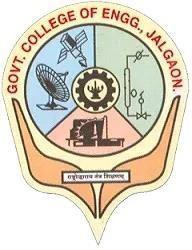 GOVT. COLLEGE OF ENGG., JALGAON.
राष्ट्रोद्धाराय तंत्र शिक्षणम्